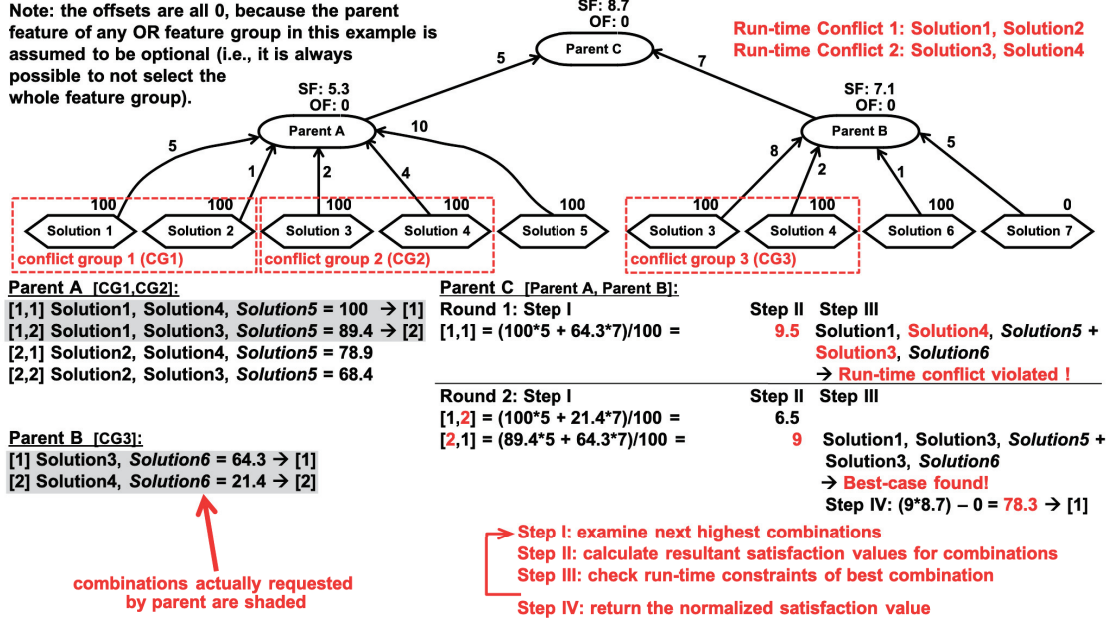 Note: the offsets are all 0, because the parent
feature of any OR feature group in this example is
assumed to be optional (i.e., it is always
possible to not select the
whole feature group).
SF: 8.7
OF: 0
Parent C
Run-time Conflict 1: Solution1, Solution2
Run-time Conflict 2: Solution3, Solution4
5
7
SF: 5.3
OF: 0
Parent A
SF: 7.1
OF: 0
Parent B
5
1
2
4
10
8
2
1
5
100
Solution 1
100
Solution 2
100
Solution 3
100
Solution 4
100
Solution 5
100
Solution 3
100
Solution 4
100
Solution 6
0
Solution 7
conflict group 1 (CG1)
conflict group 2 (CG2)
conflict group 3 (CG3)
Parent A [CG1,CG2]:
[1,1] Solution1, Solution4, Solution5 = 100 → [1]
[1,2] Solution1, Solution3, Solution5 = 89.4 → [2]
[2,1] Solution2, Solution4, Solution5 = 78.9
[2,2] Solution2, Solution3, Solution5 = 68.4
Parent B [CG3]:
[1] Solution3, Solution6 = 64.3 → [1]
[2] Solution4, Solution6 = 21.4 → [2]
combinations actually requested
by parent are shaded
Parent C [Parent A, Parent B]:
Round 1: Step I Step II Step III
[1,1] = (100*5 + 64.3*7)/100 = 9.5 Solution1, Solution4, Solution5 +
Solution3, Solution6
→ Run-time conflict violated !
Round 2: Step I Step II Step III
[1,2] = (100*5 + 21.4*7)/100 = 6.5
[2,1] = (89.4*5 + 64.3*7)/100 = 9 Solution1, Solution3, Solution5 +
Solution3, Solution6
→ Best-case found!
Step IV: (9*8.7) – 0 = 78.3 → [1]
Step I: examine next highest combinations
Step II: calculate resultant satisfaction values for combinations
Step III: check run-time constraints of best combination
Step IV: return the normalized satisfaction value